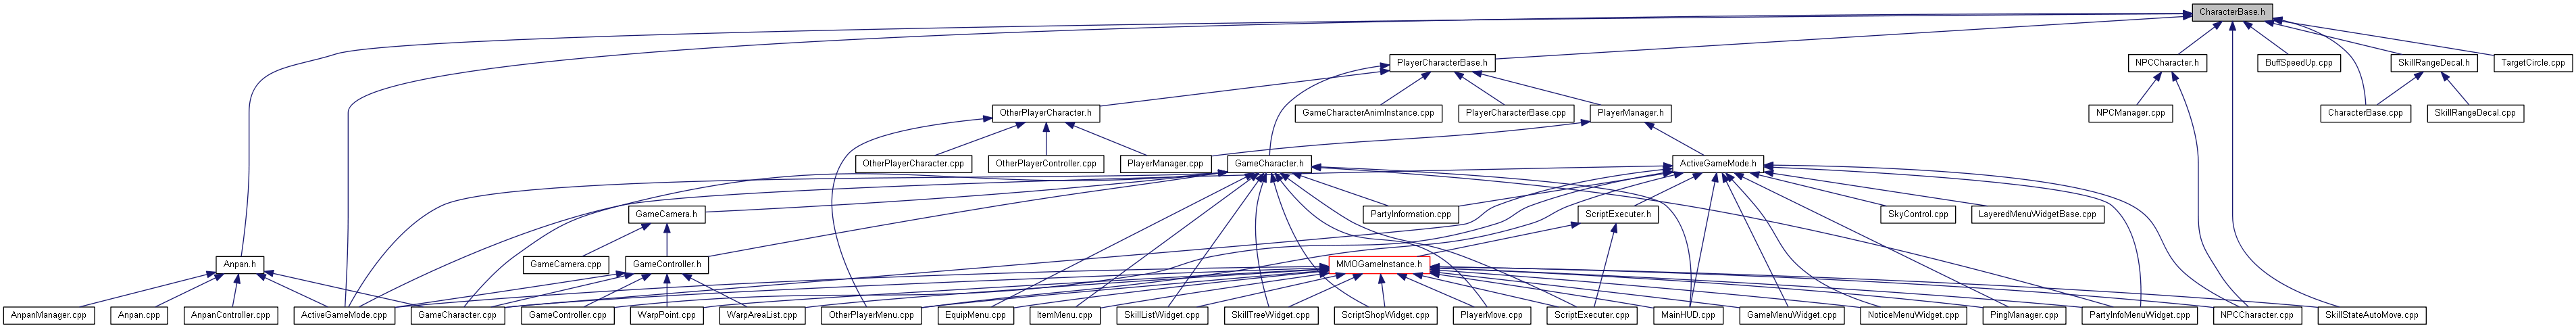 CharacterBase.h
PlayerCharacterBase.h
NPCCharacter.h
BuffSpeedUp.cpp
SkillRangeDecal.h
TargetCircle.cpp
OtherPlayerCharacter.h
GameCharacterAnimInstance.cpp
PlayerCharacterBase.cpp
PlayerManager.h
NPCManager.cpp
CharacterBase.cpp
SkillRangeDecal.cpp
OtherPlayerCharacter.cpp
OtherPlayerController.cpp
PlayerManager.cpp
GameCharacter.h
ActiveGameMode.h
GameCamera.h
PartyInformation.cpp
ScriptExecuter.h
SkyControl.cpp
LayeredMenuWidgetBase.cpp
Anpan.h
GameCamera.cpp
GameController.h
MMOGameInstance.h
AnpanManager.cpp
Anpan.cpp
AnpanController.cpp
ActiveGameMode.cpp
GameCharacter.cpp
GameController.cpp
WarpPoint.cpp
WarpAreaList.cpp
OtherPlayerMenu.cpp
EquipMenu.cpp
ItemMenu.cpp
SkillListWidget.cpp
SkillTreeWidget.cpp
ScriptShopWidget.cpp
PlayerMove.cpp
ScriptExecuter.cpp
MainHUD.cpp
GameMenuWidget.cpp
NoticeMenuWidget.cpp
PingManager.cpp
PartyInfoMenuWidget.cpp
NPCCharacter.cpp
SkillStateAutoMove.cpp